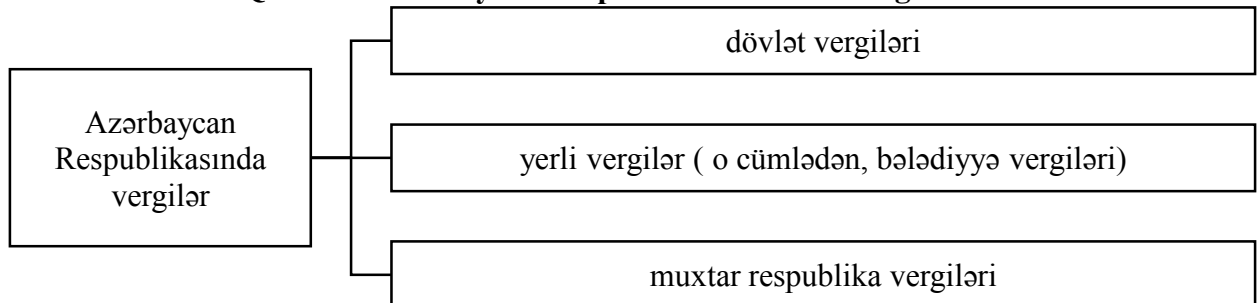 dövlət vergiləri
Azərbaycan
Respublikasında
vergilər
yerli vergilər ( o cümlədən, bələdiyyə vergiləri)
muxtar respublika vergiləri